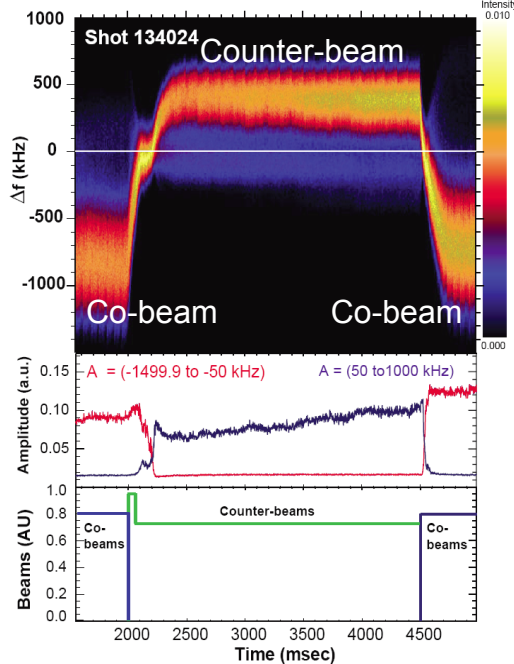 Intensity
0.010
1000
Shot 134024
Counter-beam
500
0
Δf (kHz)
-500
-1000
Co-beam
Co-beam
0.000
0.15
A = (-1499.9 to -50 kHz)
A = (50 to1000 kHz)
0.10
0.05
Amplitude (a.u.)
1.0
0.8
0.6
0.4
0.2
0.0
Beams (AU)
Counter-beams
Co-
beams
Co-
beams
2000
2500
3000
3500
4000
4500
Time (msec)